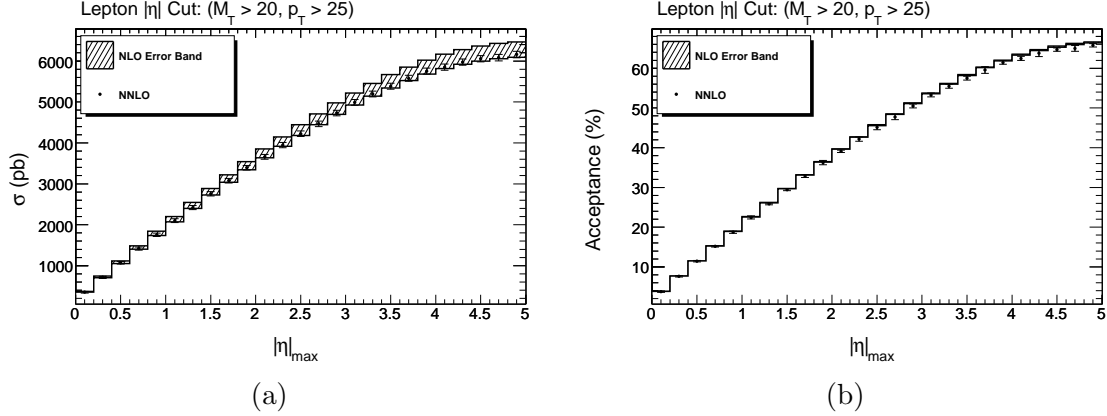 Lepton |η| Cut: (M_T > 20, p_T > 25)
NLO Error Band
NNLO
σ (pb)
6000
5000
4000
3000
2000
1000
0 0.5 1 1.5 2 2.5 3 3.5 4 4.5 5
|η|_max
(a)
Lepton |η| Cut: (M_T > 20, p_T > 25)
NLO Error Band
NNLO
Acceptance (%)
60
50
40
30
20
10
0 0.5 1 1.5 2 2.5 3 3.5 4 4.5 5
|η|_max
(b)